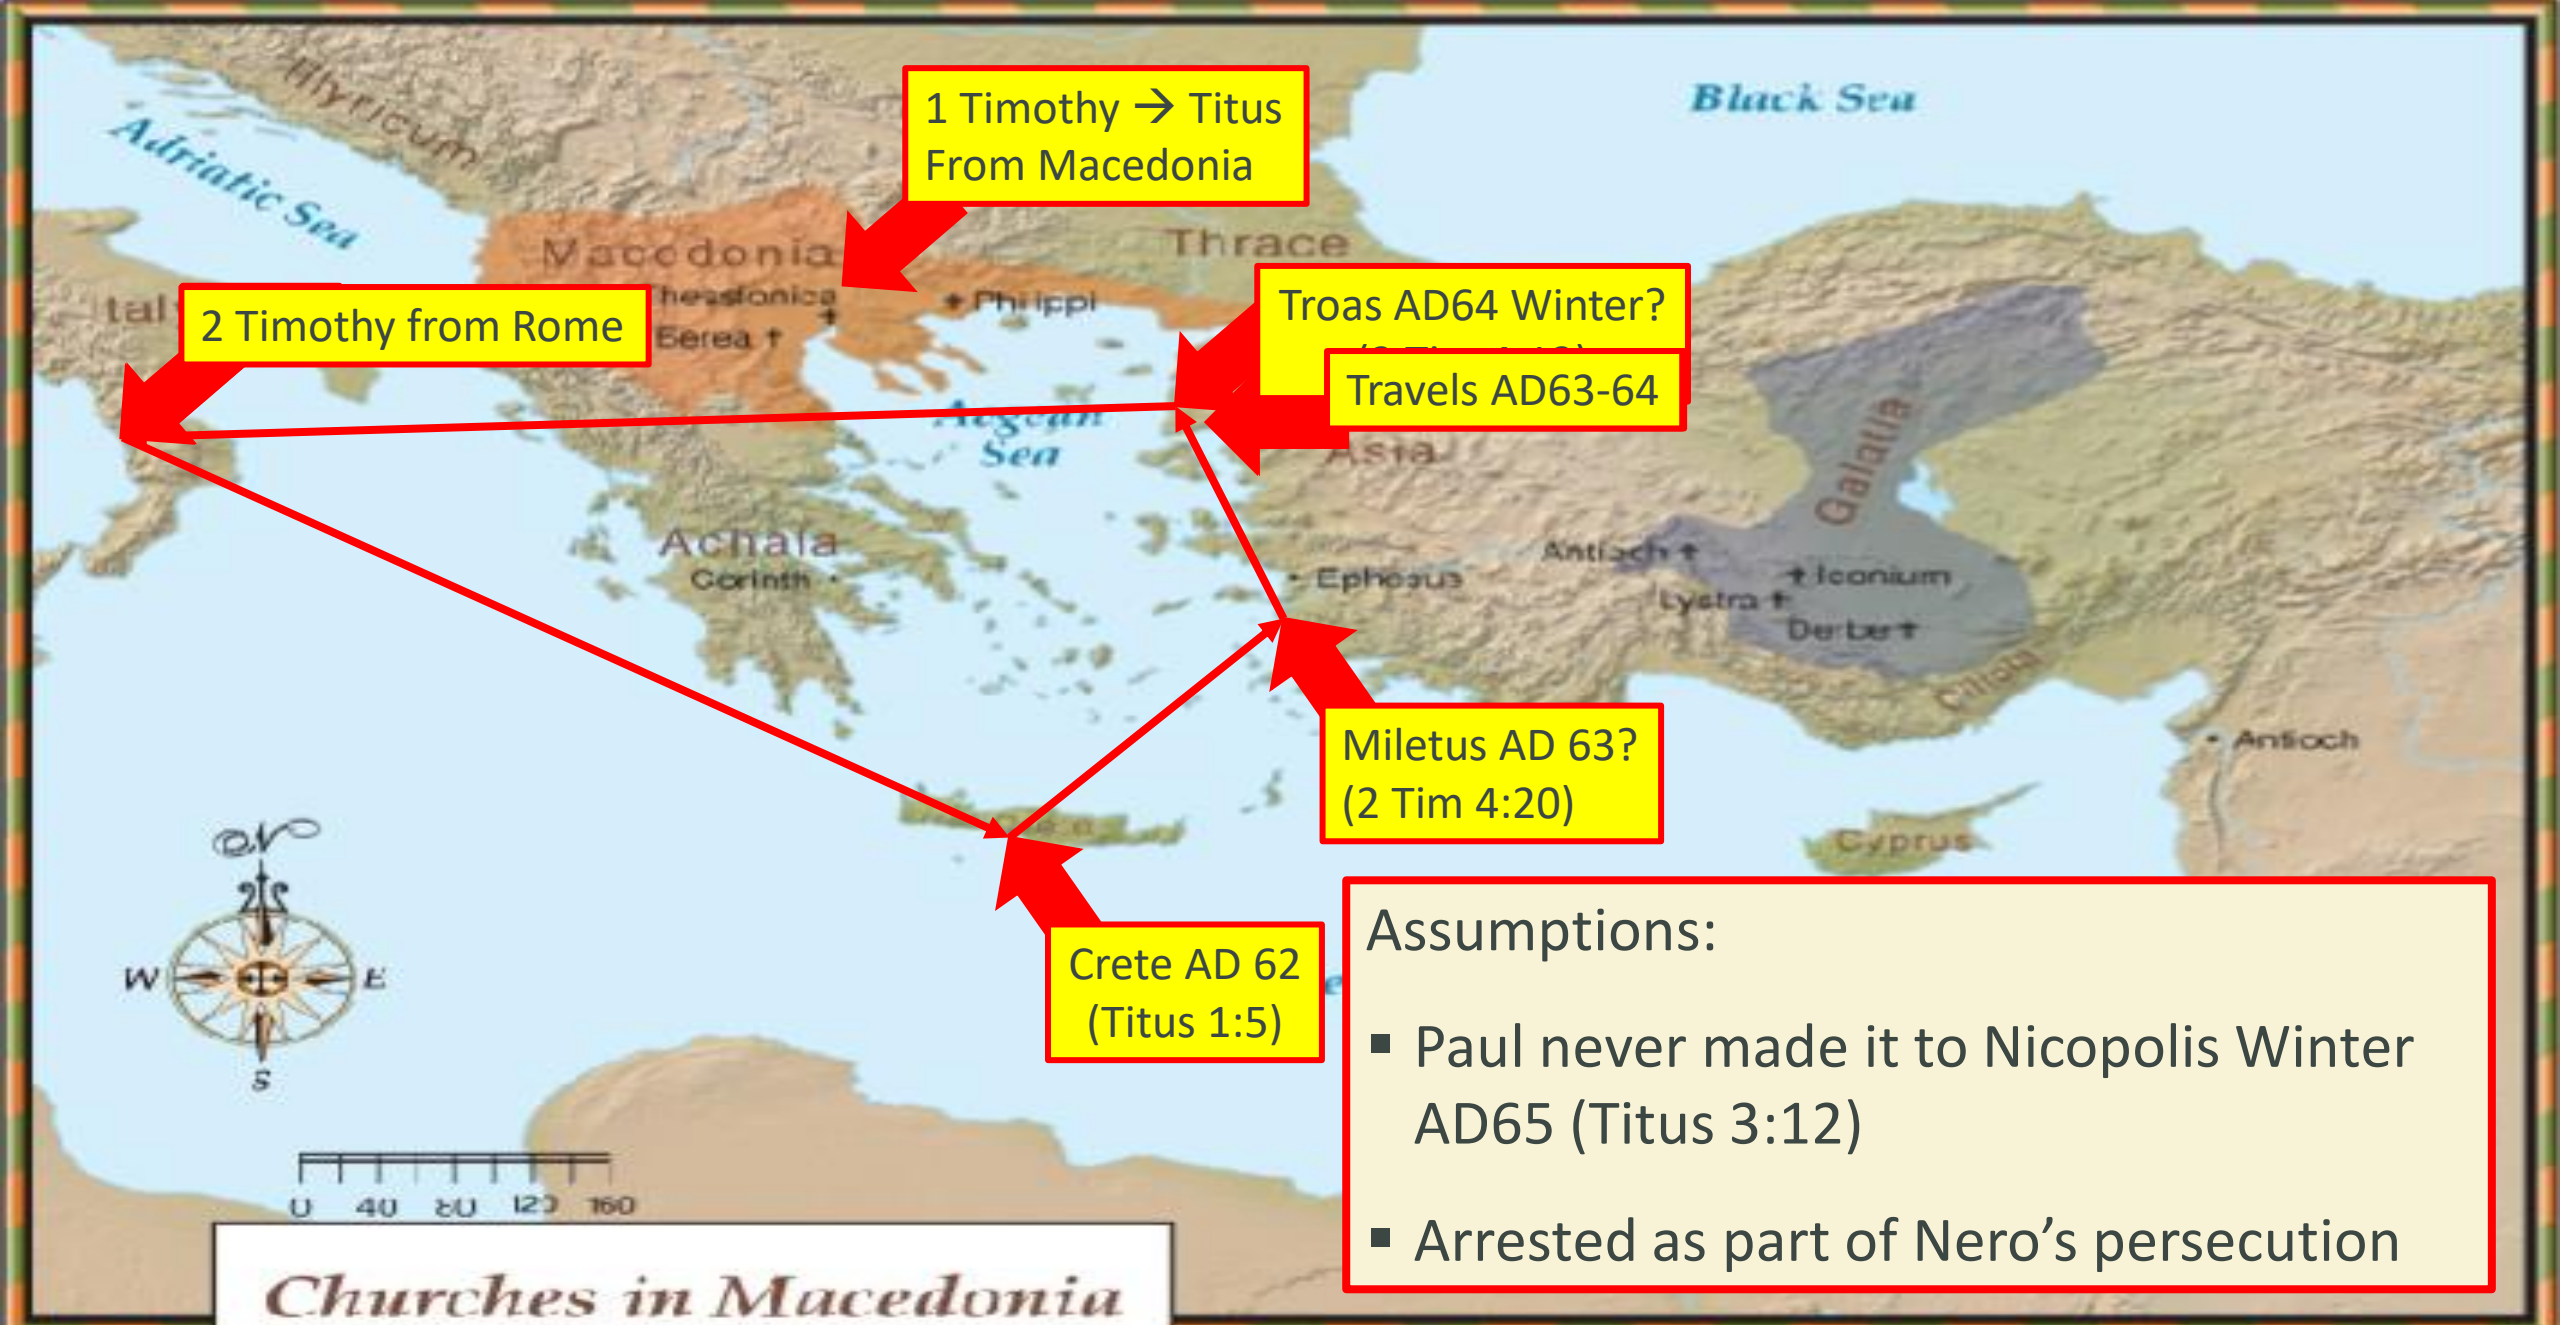 Illyricum
Adriatic Sea
1 Timothy → Titus
From Macedonia
Black Sea
Macedonia
Thrace
Thessalonica
Philippi
Berea
2 Timothy from Rome
Troas AD64 Winter?
Travels AD63-64
Aegean
Sea
Asia
Galatia
Achaia
Corinth
Ephesus
Antioch
Iconium
Lystra
Derbe
Cilicia
Miletus AD 63?
(2 Tim 4:20)
Antioch
Cyprus
N
W
E
S
Crete AD 62
(Titus 1:5)
Assumptions:
▪ Paul never made it to Nicopolis Winter
AD65 (Titus 3:12)
▪ Arrested as part of Nero’s persecution
0 40 80 120 160
Churches in Macedonia